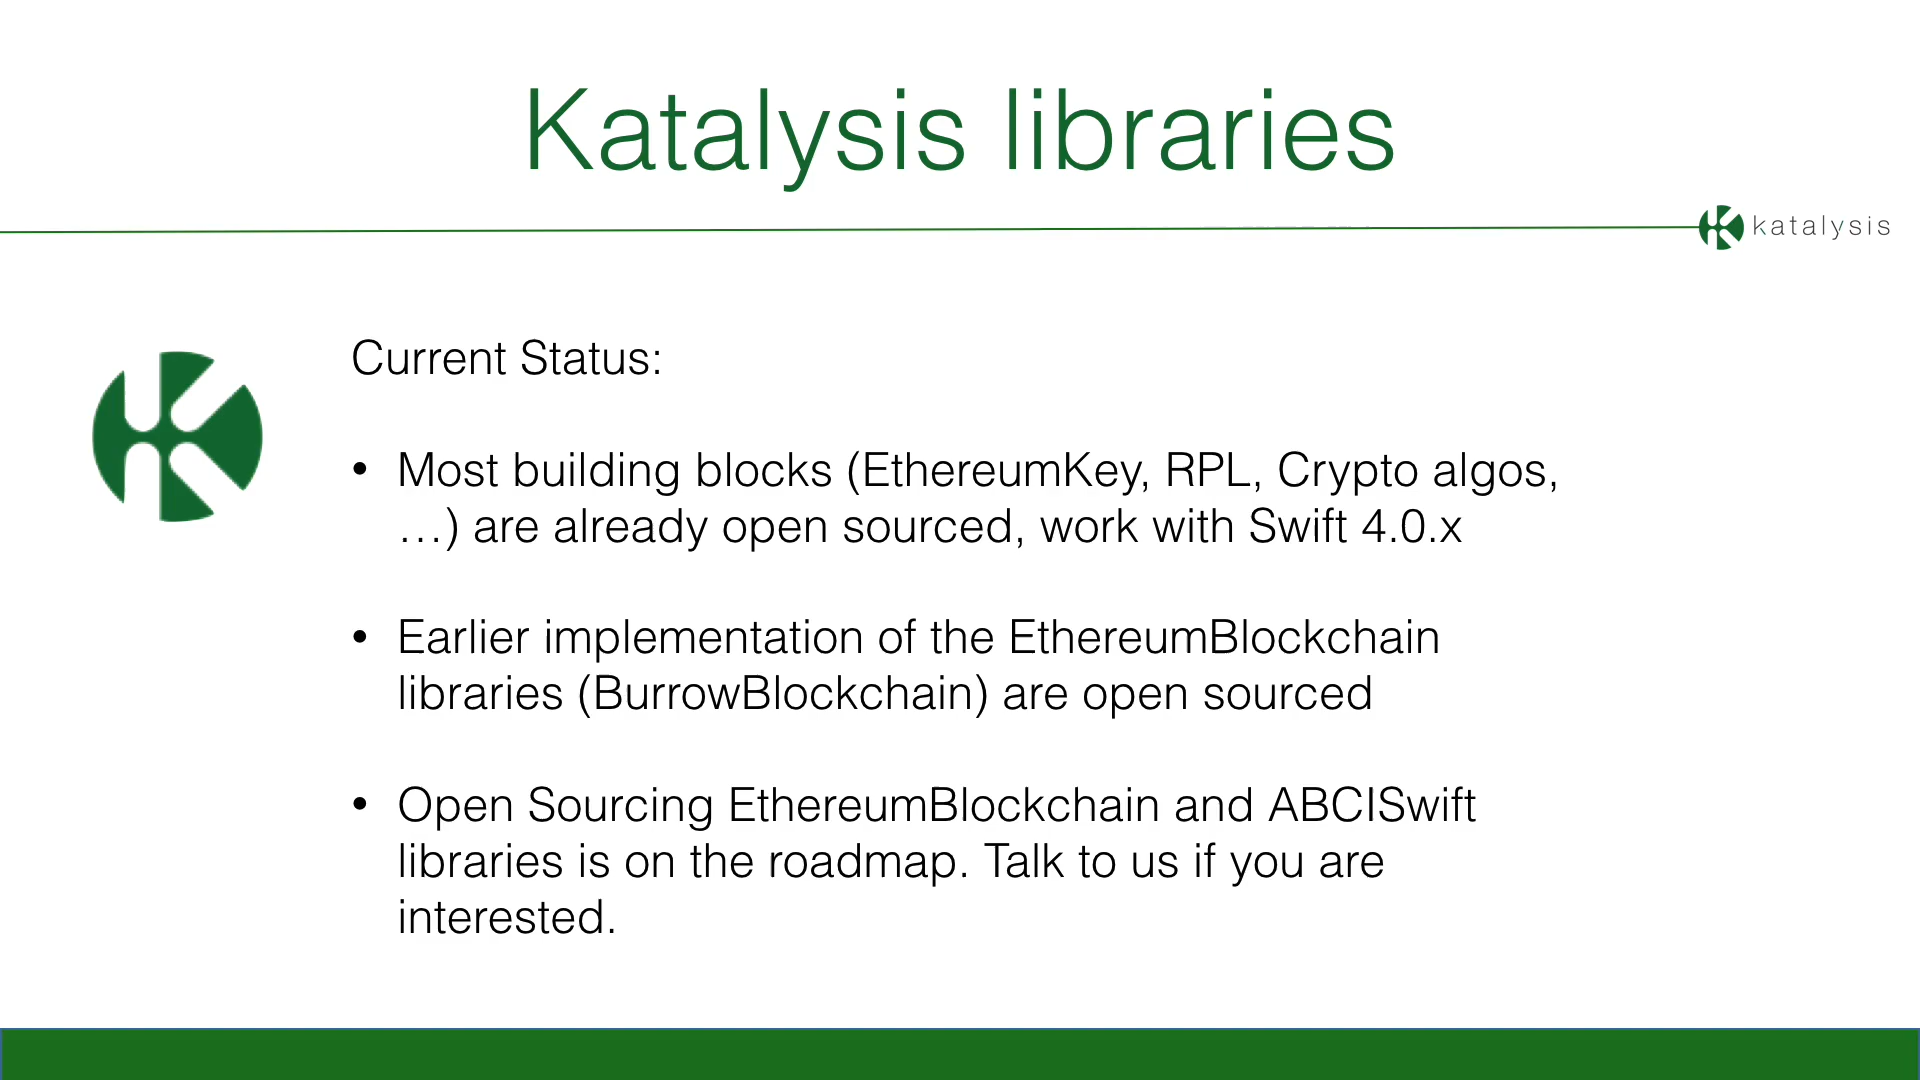 Katalysis libraries
katalysis
Current Status:
• Most building blocks (EthereumKey, RPL, Crypto algos,
…) are already open sourced, work with Swift 4.0.x
• Earlier implementation of the EthereumBlockchain
libraries (BurrowBlockchain) are open sourced
• Open Sourcing EthereumBlockchain and ABCISwift
libraries is on the roadmap. Talk to us if you are
interested.